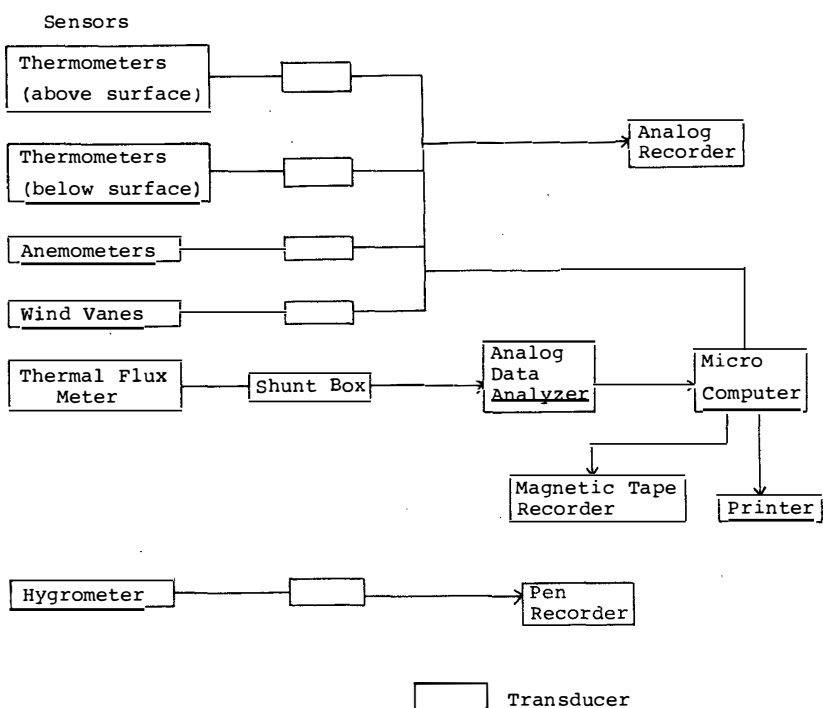 Sensors
Thermometers
(above surface)
Analog
Recorder
Thermometers
(below surface)
Anemometers
Wind Vanes
Thermal Flux
Meter
Shunt Box
Analog
Data
Analyzer
Micro
Computer
Magnetic Tape
Recorder
Printer
Hygrometer
Pen
Recorder
Transducer